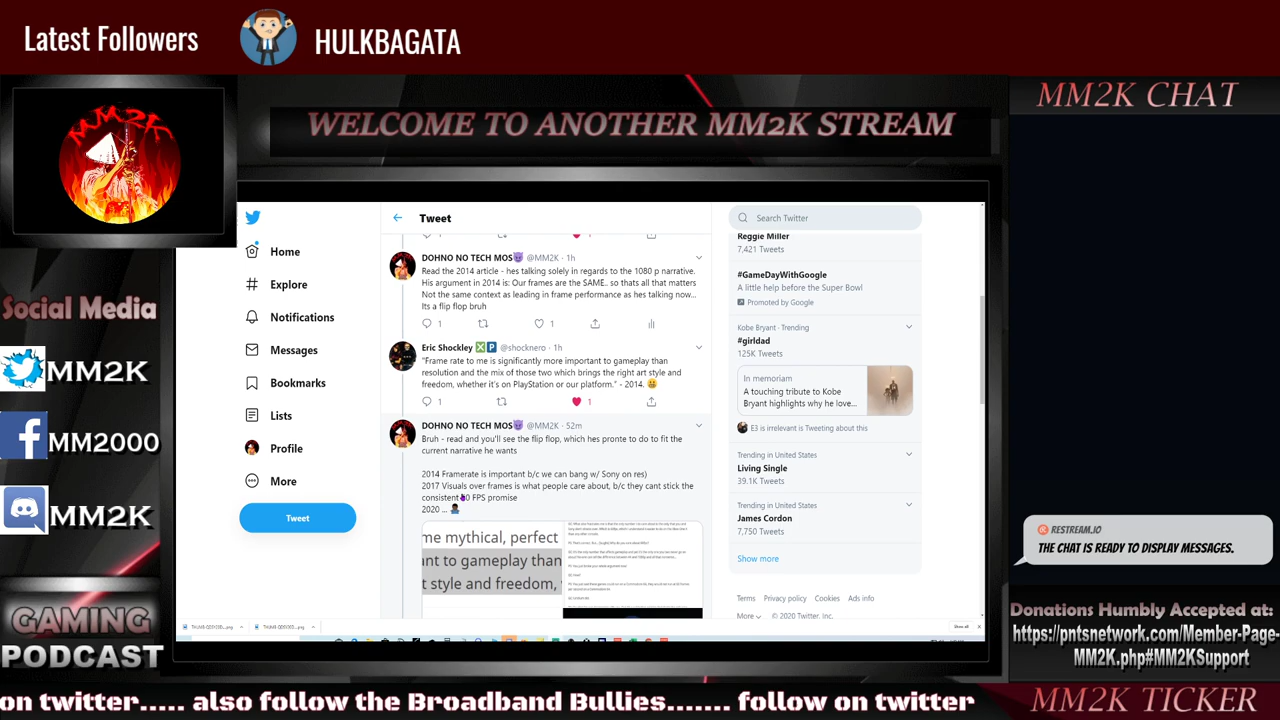 Latest Followers
HULKBAGATA
MM2K
WELCOME TO ANOTHER MM2K STREAM
MM2K CHAT
Social Media
MM2K
MM2000
MM2K
GAMING
PODCAST
Home
Explore
Notifications
Messages
Bookmarks
Lists
Profile
More
Tweet
Tweet
DOHNO NO TECH MOS😈 @MM2K · 1h
Read the 2014 article - hes talking solely in regards to the 1080 p narrative.
His argument in 2014 is: Our frames are the SAME.. so thats all that matters
Not the same context as leading in frame performance as hes talking now...
Its a flip flop bruh
1
1
Eric Shockley ❎🅿 @shocknero · 1h
"Frame rate to me is significantly more important to gameplay than
resolution and the mix of those two which brings the right art style and
freedom, whether it's on PlayStation or our platform." - 2014.
1
1
DOHNO NO TECH MOS😈 @MM2K · 52m
Bruh - read and you'll see the flip flop, which hes pronte to do to fit the
current narrative he wants
2014 Framerate is important b/c we can bang w/ Sony on res)
2017 Visuals over frames is what people care about, b/c they cant stick the
consistent 0 FPS promise
2020 ...
me mythical, perfect
nt to gameplay than
t style and freedom,
Search Twitter
Reggie Miller
7,421 Tweets
#GameDayWithGoogle
A little help before the Super Bowl
Promoted by Google
Kobe Bryant · Trending
#girldad
125K Tweets
In memoriam
A touching tribute to Kobe
Bryant highlights why he love...
E3 is irrelevant is Tweeting about this
Trending in United States
Living Single
39.1K Tweets
Trending in United States
James Cordon
7,750 Tweets
Show more
Terms Privacy policy Cookies Ads info
More © 2020 Twitter, Inc.
Show all
RESTREAM.IO
THE CHAT IS READY TO DISPLAY MESSAGES.
Donations Humbly Accepted at:
http://pnxsnetwork.com/Member-Page-
MM2K.php#MM2KSupport
on twitter..... also follow the Broadband Bullies....... follow on twitter
MM2K TICKER